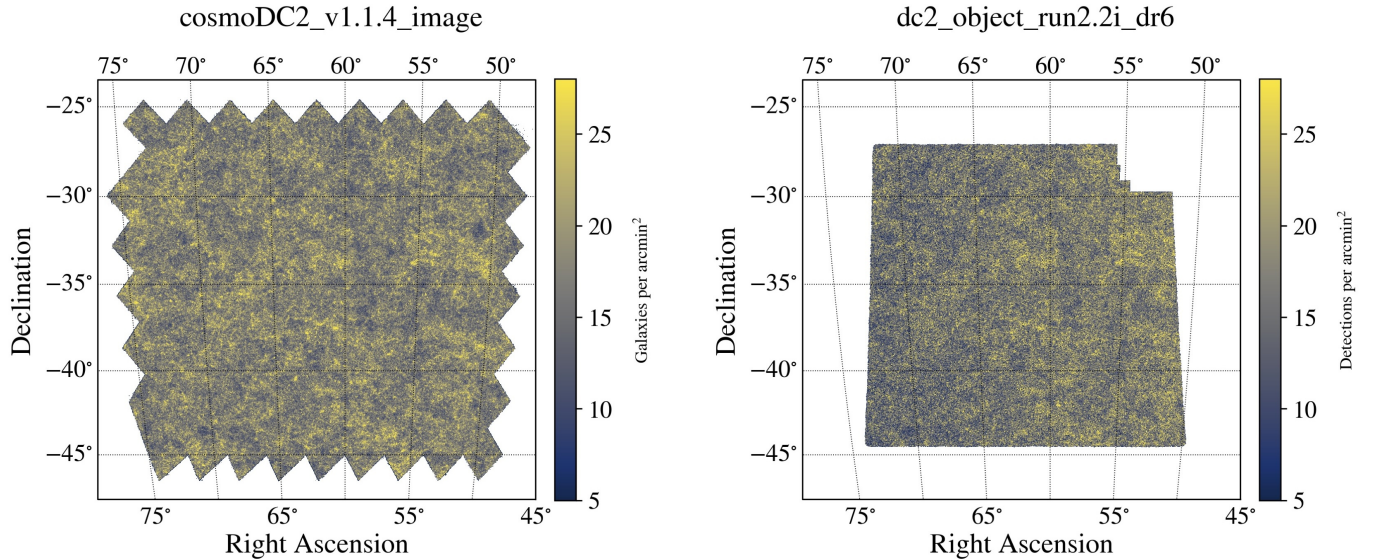 cosmoDC2_v1.1.4_image
75° 70° 65° 60° 55° 50°
−25°
−30°
−35°
−40°
−45°
Declination
75° 65° 55° 45°
Right Ascension
25
20
15
10
5
Galaxies per arcmin²
dc2_object_run2.2i_dr6
75° 70° 65° 60° 55° 50°
−25°
−30°
−35°
−40°
−45°
Declination
75° 65° 55° 45°
Right Ascension
25
20
15
10
5
Detections per arcmin²